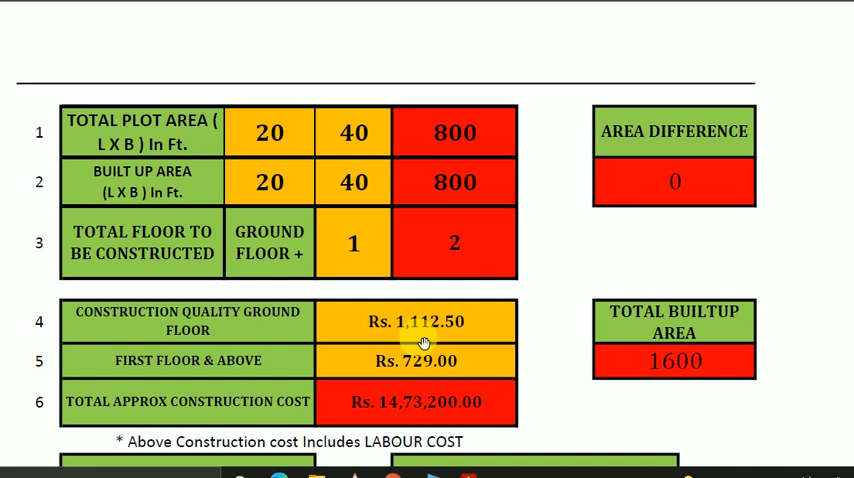 1 TOTAL PLOT AREA ( 20 40 800
L X B ) In Ft.
AREA DIFFERENCE
2 BUILT UP AREA 20 40 800 0
(L X B ) In Ft.
3 TOTAL FLOOR TO GROUND 1 2
BE CONSTRUCTED FLOOR +
4 CONSTRUCTION QUALITY GROUND Rs. 1,112.50
FLOOR
TOTAL BUILTUP
AREA
5 FIRST FLOOR & ABOVE Rs. 729.00 1600
6 TOTAL APPROX CONSTRUCTION COST Rs. 14,73,200.00
* Above Construction cost Includes LABOUR COST